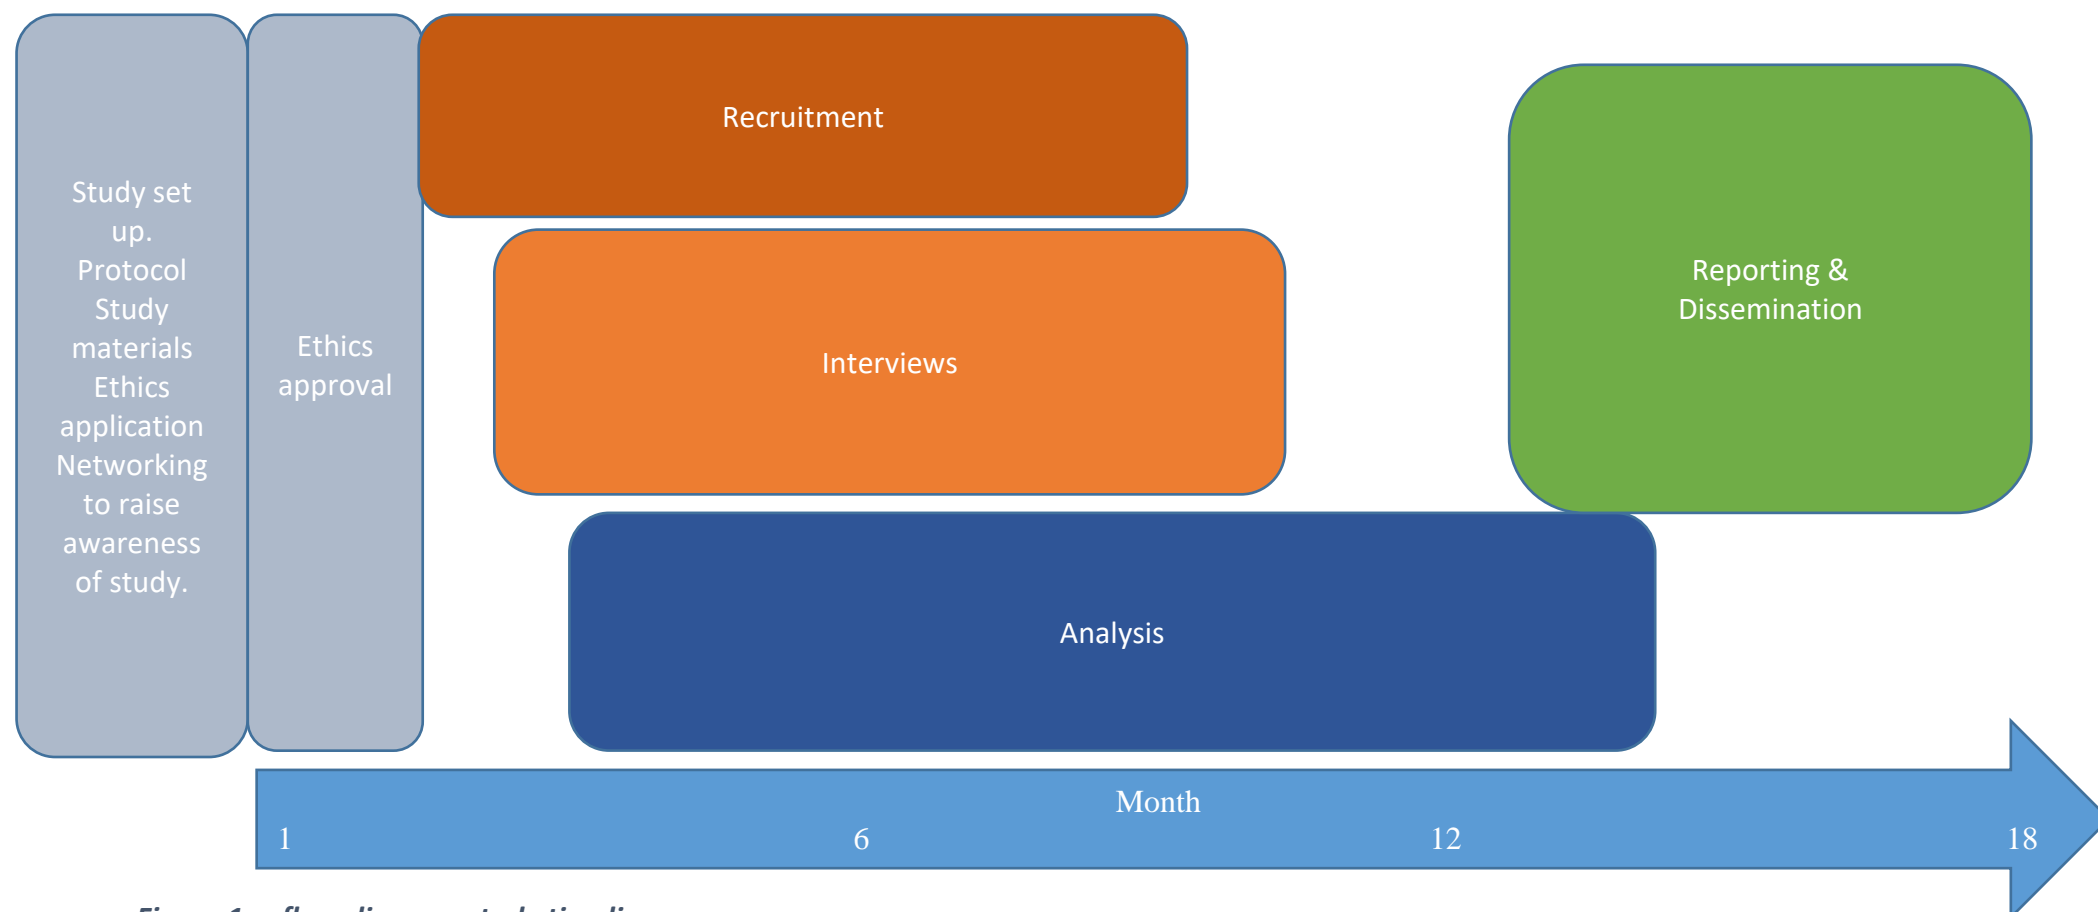 Study set
up.
Protocol
Study
materials
Ethics
application
Networking
to raise
awareness
of study.
Ethics
approval
Recruitment
Interviews
Analysis
Reporting &
Dissemination
Month
1 6 12 18